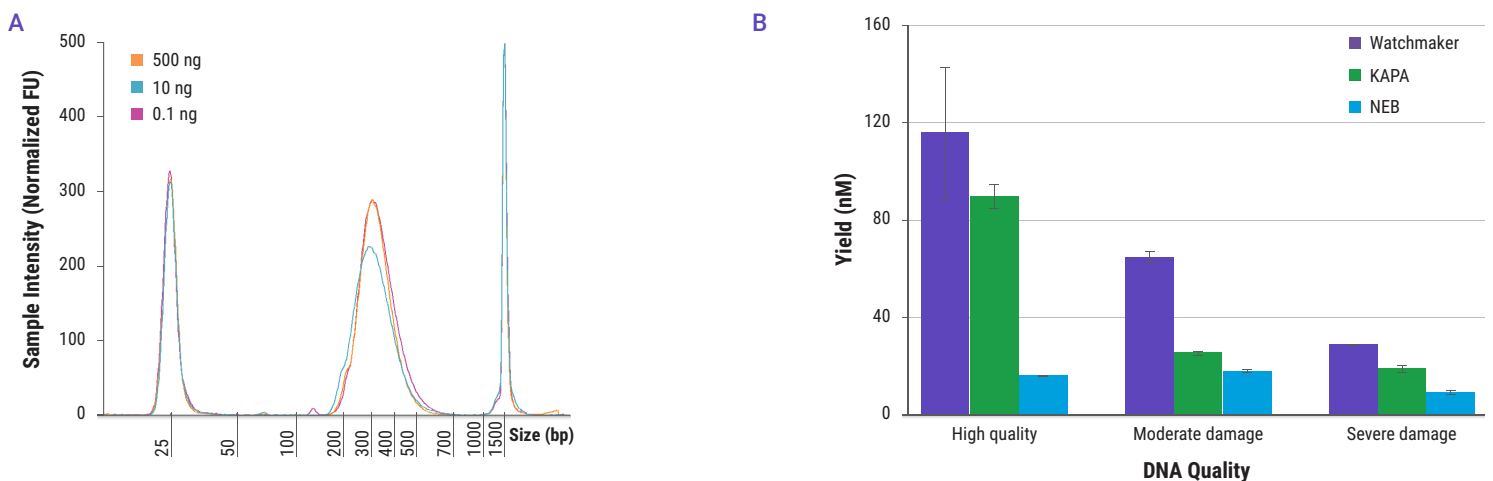 A
Sample Intensity (Normalized FU)
500
400
300
200
100
0
500 ng
10 ng
0.1 ng
25
50
100
200
300
400
500
700
1000
1500
Size (bp)
B
Yield (nM)
160
120
80
40
0
Watchmaker
KAPA
NEB
High quality
Moderate damage
Severe damage
DNA Quality